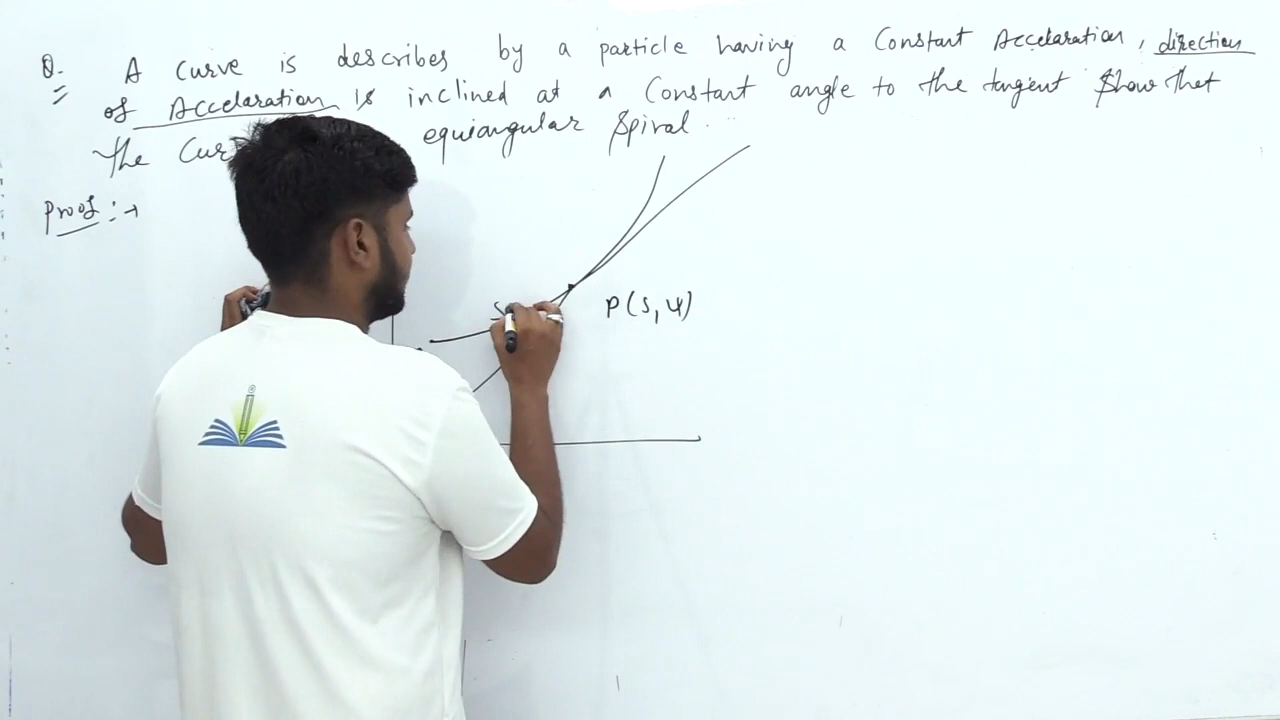 Q. A curve is describes by a particle having a constant Accelaration, direction
of Accelaration is inclined at a constant angle to the tangent Show that
The Cur equiangular Spiral.
Proof :→
P(s, ψ)
S